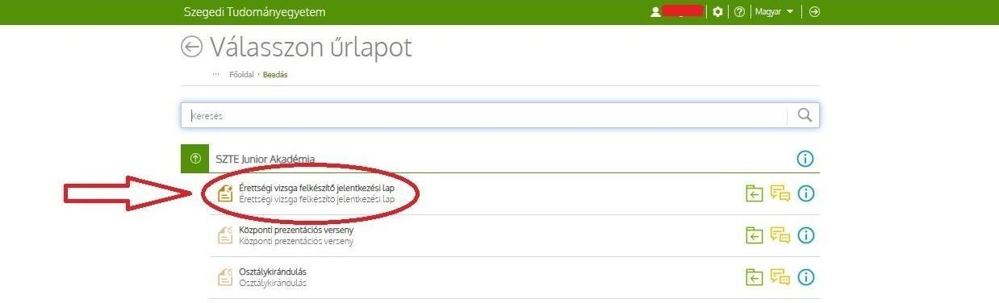 Szegedi Tudományegyetem
Magyar
Válasszon űrlapot
... Főoldal · Beadás
Keresés
SZTE Junior Akadémia
Érettségi vizsga felkészítő jelentkezési lap
Érettségi vizsga felkészítő jelentkezési lap
Központi prezentációs verseny
Központi prezentációs verseny
Osztálykirándulás
Osztálykirándulás